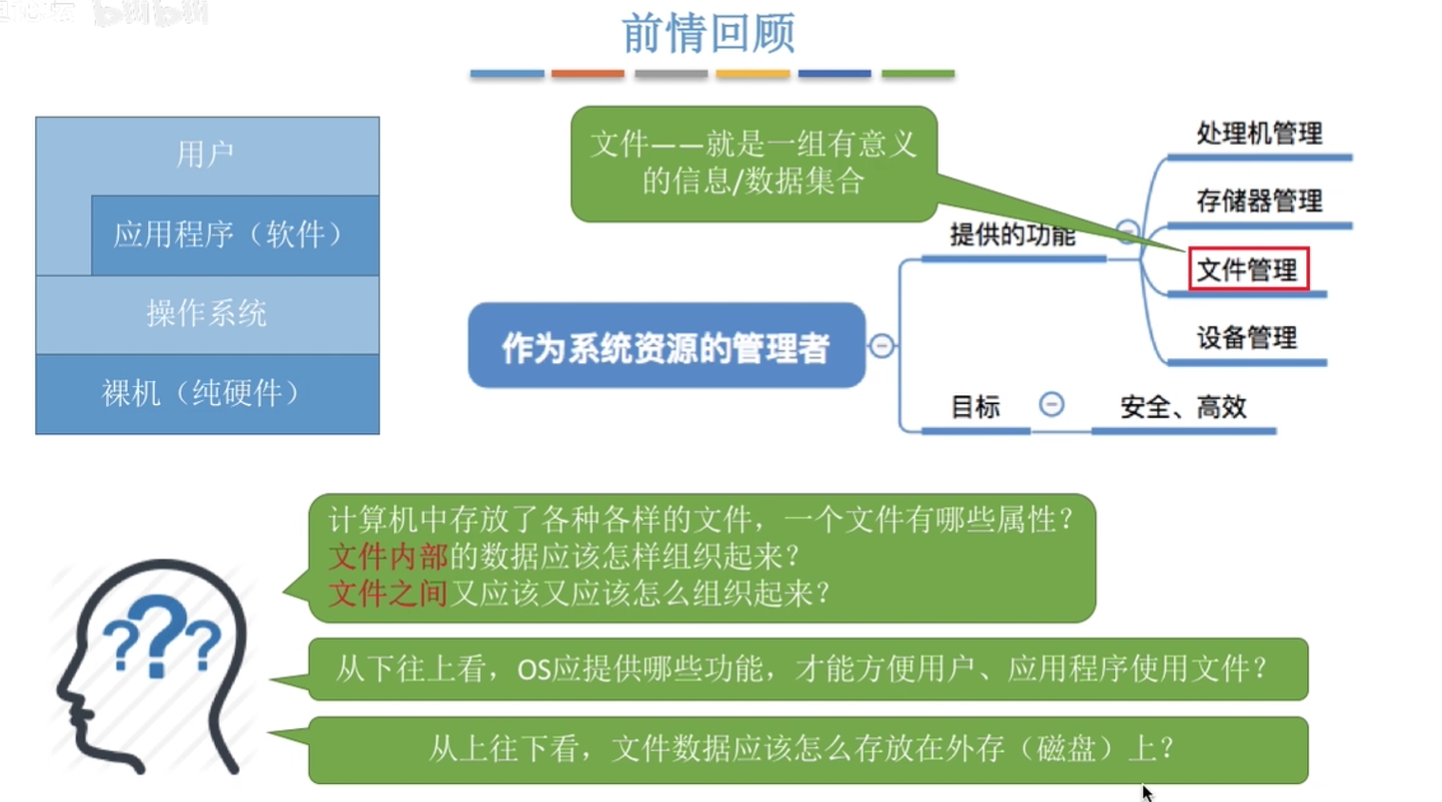 前情回顾
用户
应用程序（软件）
操作系统
裸机（纯硬件）
文件——就是一组有意义
的信息/数据集合
作为系统资源的管理者
提供的功能
处理机管理
存储器管理
文件管理
设备管理
目标
安全、高效
计算机中存放了各种各样的文件，一个文件有哪些属性？
文件内部的数据应该怎样组织起来？
文件之间又应该又应该怎么组织起来？
???
从下往上看，OS应提供哪些功能，才能方便用户、应用程序使用文件？
从上往下看，文件数据应该怎么存放在外存（磁盘）上？